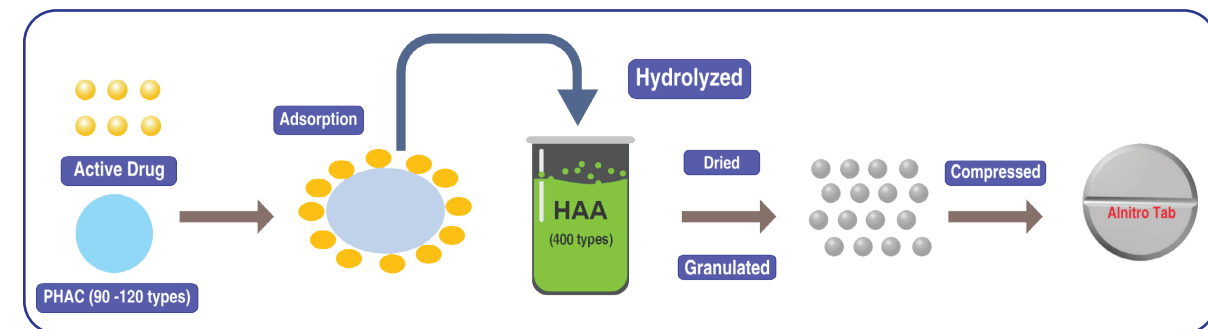 Active Drug
PHAC (90 -120 types)
Adsorption
Hydrolyzed
HAA
(400 types)
Dried
Granulated
Compressed
Alnitro Tab